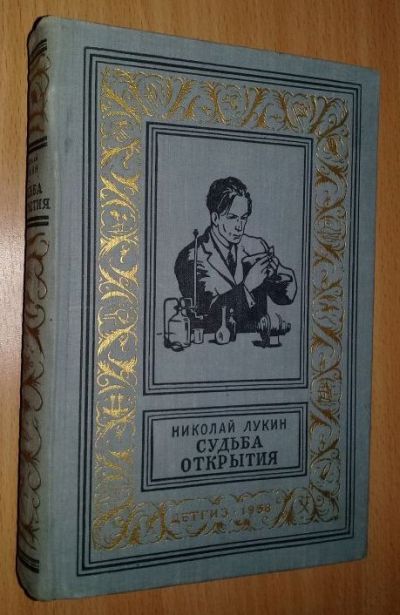 НИКОЛАЙ ЛУКИН
СУДЬБА
ОТКРЫТИЯ
ДЕТГИЗ · 1958